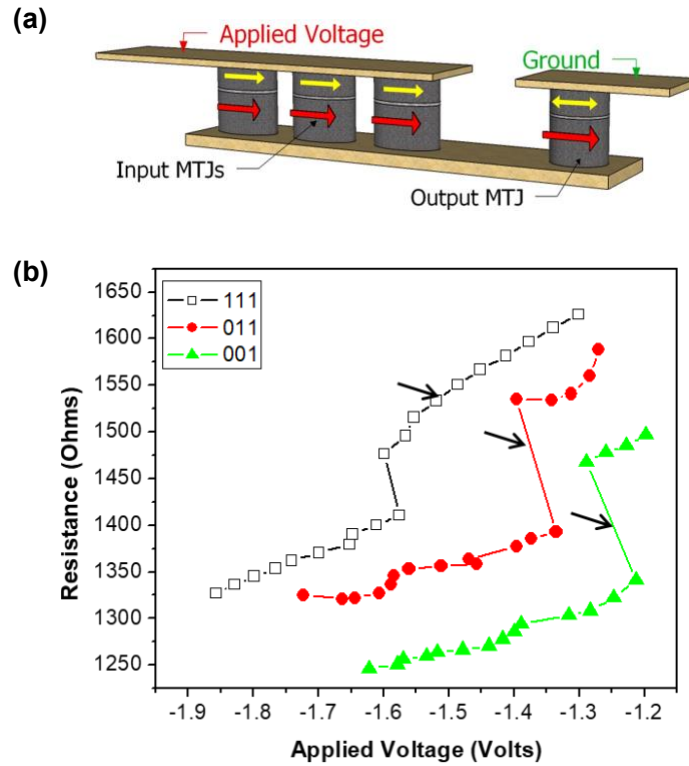 (a)
Applied Voltage
Ground
Input MTJs
Output MTJ
(b)
111
011
001
1650
1600
1550
1500
1450
1400
1350
1300
1250
Resistance (Ohms)
-1.9 -1.8 -1.7 -1.6 -1.5 -1.4 -1.3 -1.2
Applied Voltage (Volts)